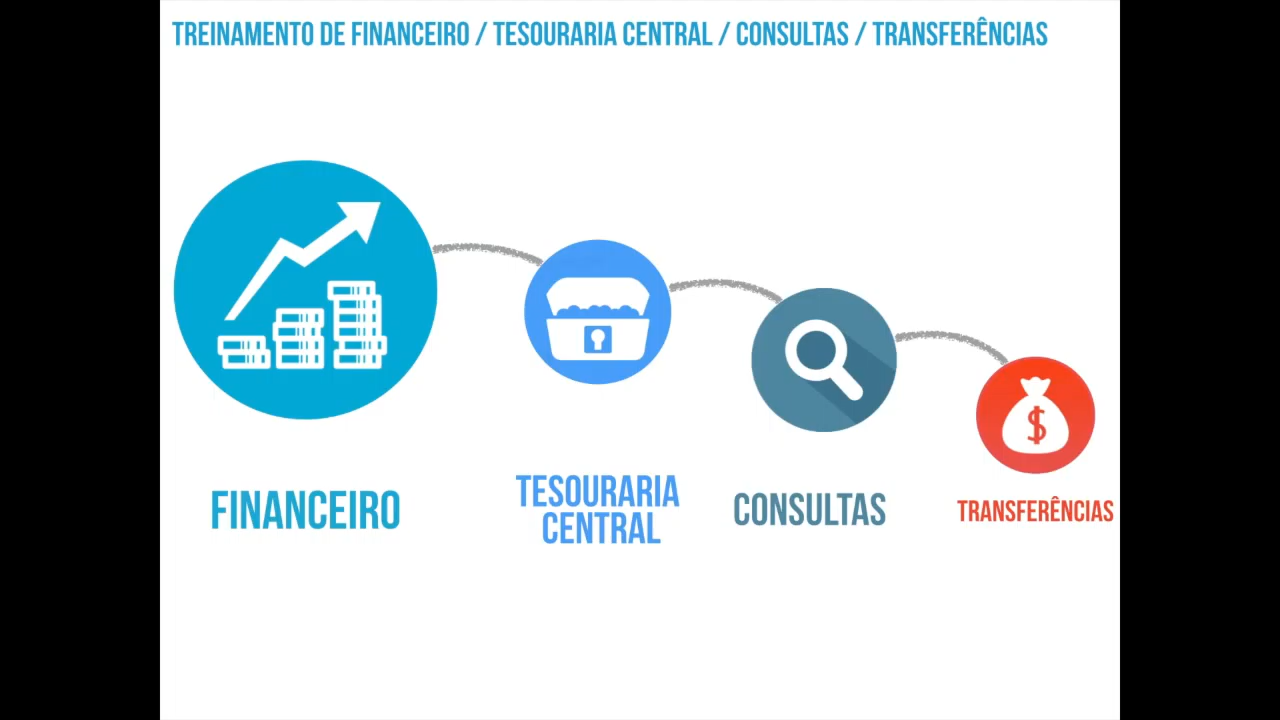 TREINAMENTO DE FINANCEIRO / TESOURARIA CENTRAL / CONSULTAS / TRANSFERÊNCIAS
$
FINANCEIRO
TESOURARIA
CENTRAL
CONSULTAS
TRANSFERÊNCIAS